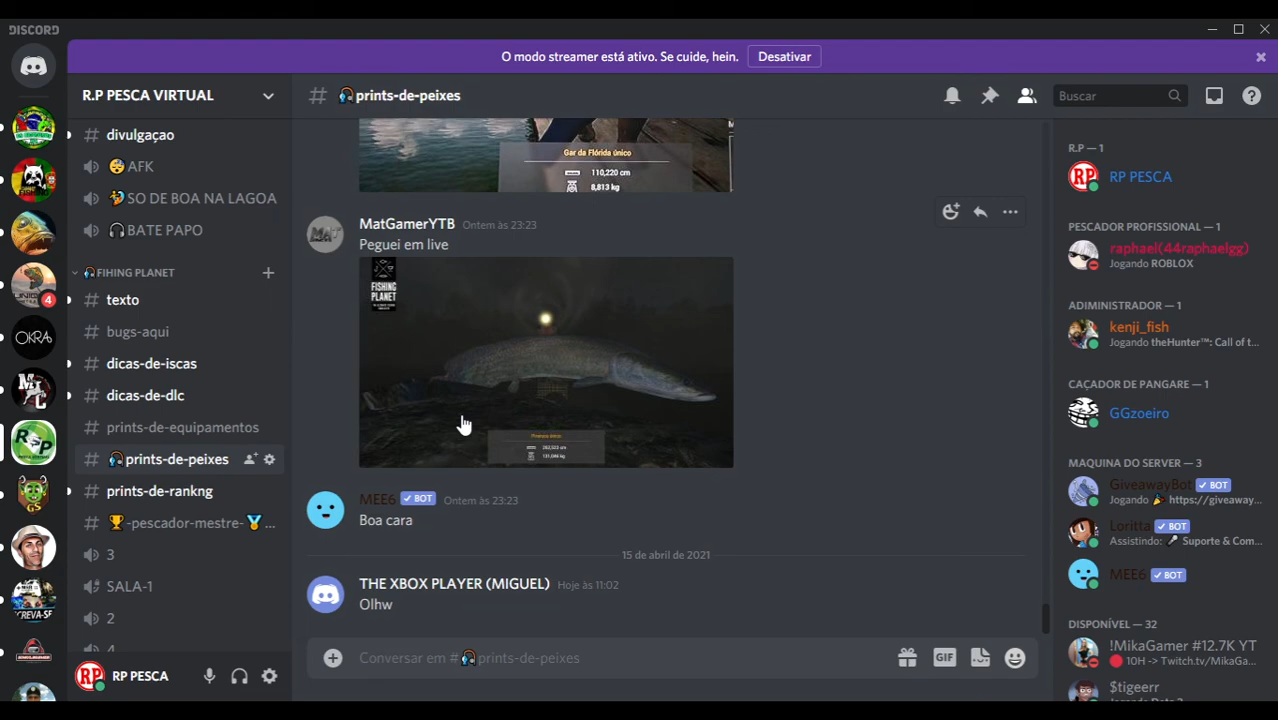 DISCORD
O modo streamer está ativo. Se cuide, hein.
Desativar
R.P PESCA VIRTUAL
divulgaçao
😴AFK
🏄SO DE BOA NA LAGOA
🎧BATE PAPO
🎧FIHING PLANET
texto
bugs-aqui
dicas-de-iscas
dicas-de-dlc
prints-de-equipamentos
prints-de-peixes
prints-de-rankng
🏆-pescador-mestre-🏅...
3
SALA-1
2
4
RP PESCA
4
OKRA
# prints-de-peixes
Buscar
Gar da Flórida único
110,220 cm
8,813 kg
MatGamerYTB Ontem às 23:23
Peguei em live
FISHING
PLANET
MEE6 ✓ BOT Ontem às 23:23
Boa cara
15 de abril de 2021
THE XBOX PLAYER (MIGUEL) Hoje às 11:02
Olhw
Conversar em #🎧prints-de-peixes
GIF
R.P — 1
RP PESCA
PESCADOR PROFISSIONAL — 1
raphael(44raphaelgg)
Jogando ROBLOX
ADIMINISTRADOR — 1
kenji_fish
Jogando theHunter™: Call of t...
CAÇADOR DE PANGARE — 1
GGzoeiro
MAQUINA DO SERVER — 3
GiveawayBot ✓ BOT
Jogando 🎉 https://giveaway...
Loritta ✓ BOT
Assistindo: 🎤 Suporte & Com...
MEE6 ✓ BOT
DISPONÍVEL — 32
!MikaGamer #12.7K YT
🔴 10H -> Twitch.tv/MikaGa...
$tigeerr